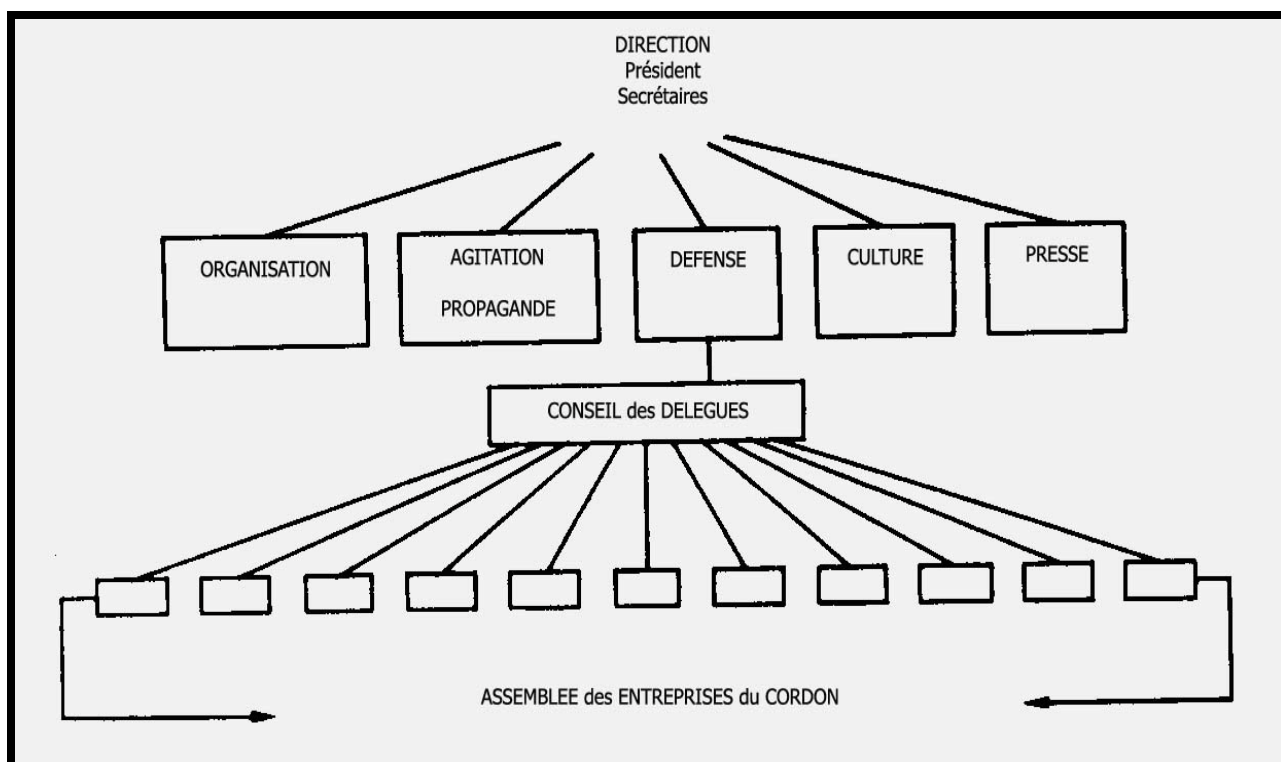 DIRECTION
Président
Secrétaires
ORGANISATION
AGITATION
PROPAGANDE
DEFENSE
CULTURE
PRESSE
CONSEIL des DELEGUES
ASSEMBLEE des ENTREPRISES du CORDON